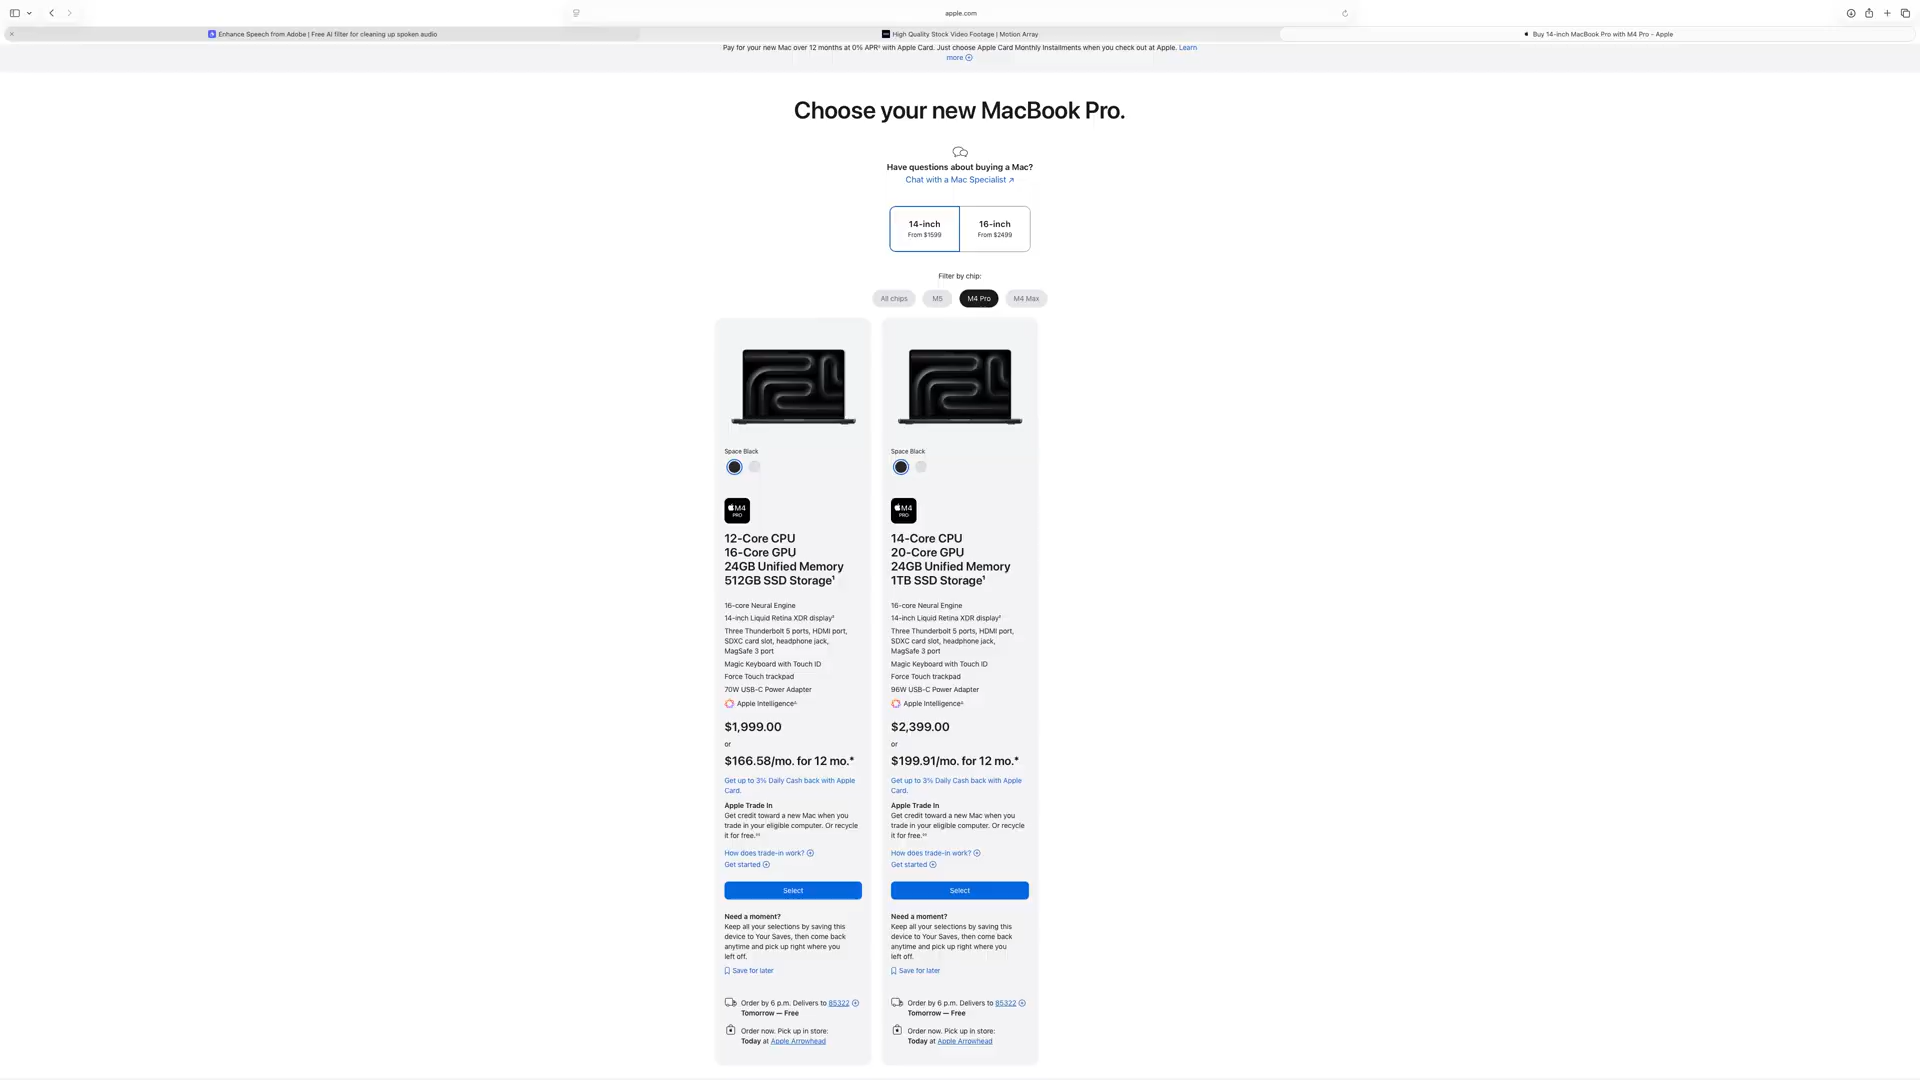 apple.com
Enhance Speech from Adobe | Free AI filter for cleaning up spoken audio
High Quality Stock Video Footage | Motion Array
Buy 14-inch MacBook Pro with M4 Pro - Apple
Pay for your new Mac over 12 months at 0% APR with Apple Card. Just choose Apple Card Monthly Installments when you check out at Apple. Learn
more
Choose your new MacBook Pro.
Have questions about buying a Mac?
Chat with a Mac Specialist
14-inch
From $1599
16-inch
From $2499
Filter by chip:
All chips
M5
M4 Pro
M4 Max
Space Black
M4
PRO
12-Core CPU
16-Core GPU
24GB Unified Memory
512GB SSD Storage¹
16-core Neural Engine
14-inch Liquid Retina XDR display²
Three Thunderbolt 5 ports, HDMI port,
SDXC card slot, headphone jack,
MagSafe 3 port
Magic Keyboard with Touch ID
Force Touch trackpad
70W USB-C Power Adapter
Apple Intelligence
$1,999.00
or
$166.58/mo. for 12 mo.*
Get up to 3% Daily Cash back with Apple
Card.
Apple Trade In
Get credit toward a new Mac when you
trade in your eligible computer. Or recycle
it for free.
How does trade-in work?
Get started
Select
Need a moment?
Keep all your selections by saving this
device to Your Saves, then come back
anytime and pick up right where you
left off.
Save for later
Order by 6 p.m. Delivers to 85322
Tomorrow — Free
Order now. Pick up in store:
Today at Apple Arrowhead
Space Black
M4
PRO
14-Core CPU
20-Core GPU
24GB Unified Memory
1TB SSD Storage¹
16-core Neural Engine
14-inch Liquid Retina XDR display²
Three Thunderbolt 5 ports, HDMI port,
SDXC card slot, headphone jack,
MagSafe 3 port
Magic Keyboard with Touch ID
Force Touch trackpad
96W USB-C Power Adapter
Apple Intelligence
$2,399.00
or
$199.91/mo. for 12 mo.*
Get up to 3% Daily Cash back with Apple
Card.
Apple Trade In
Get credit toward a new Mac when you
trade in your eligible computer. Or recycle
it for free.
How does trade-in work?
Get started
Select
Need a moment?
Keep all your selections by saving this
device to Your Saves, then come back
anytime and pick up right where you
left off.
Save for later
Order by 6 p.m. Delivers to 85322
Tomorrow — Free
Order now. Pick up in store:
Today at Apple Arrowhead